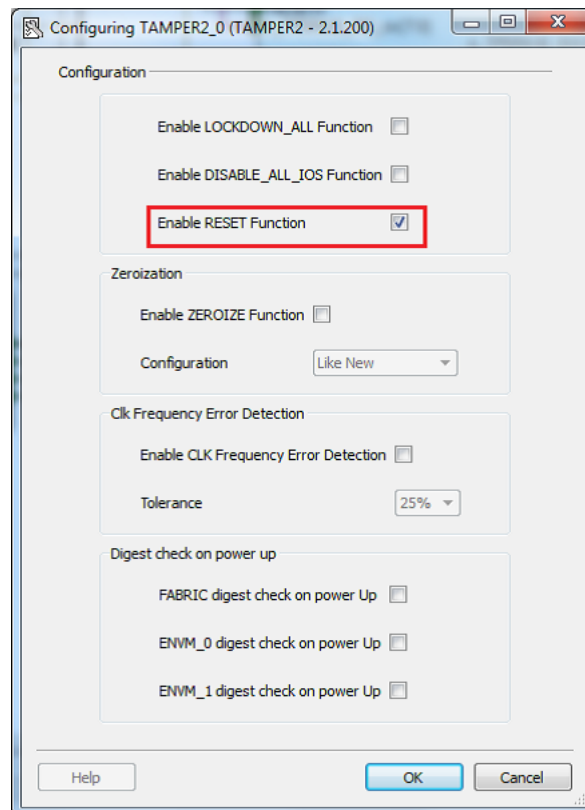 Configuring TAMPER2_0 (TAMPER2 - 2.1.200)
Configuration
Enable LOCKDOWN_ALL Function
Enable DISABLE_ALL_IOS Function
Enable RESET Function
Zeroization
Enable ZEROIZE Function
Configuration Like New
Clk Frequency Error Detection
Enable CLK Frequency Error Detection
Tolerance 25%
Digest check on power up
FABRIC digest check on power Up
ENVM_0 digest check on power Up
ENVM_1 digest check on power Up
Help OK Cancel